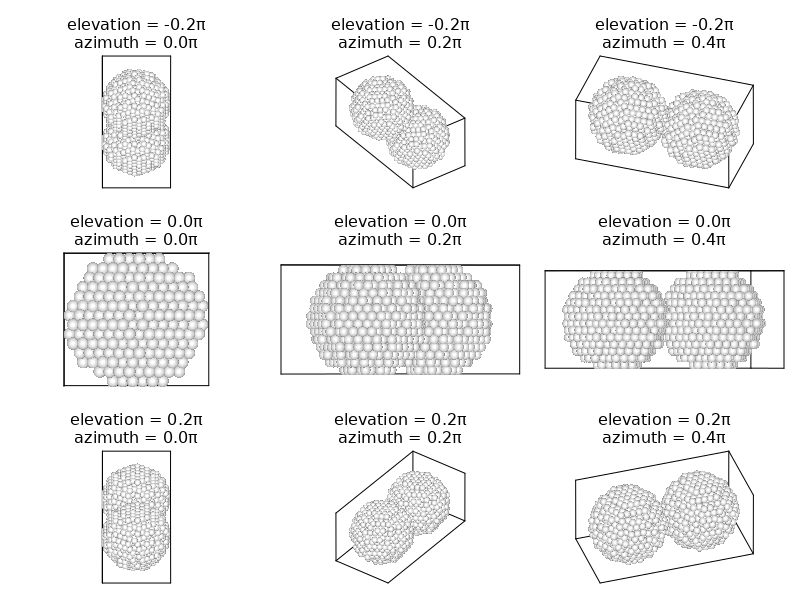 elevation = -0.2π
azimuth = 0.0π
elevation = -0.2π
azimuth = 0.2π
elevation = -0.2π
azimuth = 0.4π
elevation = 0.0π
azimuth = 0.0π
elevation = 0.0π
azimuth = 0.2π
elevation = 0.0π
azimuth = 0.4π
elevation = 0.2π
azimuth = 0.0π
elevation = 0.2π
azimuth = 0.2π
elevation = 0.2π
azimuth = 0.4π